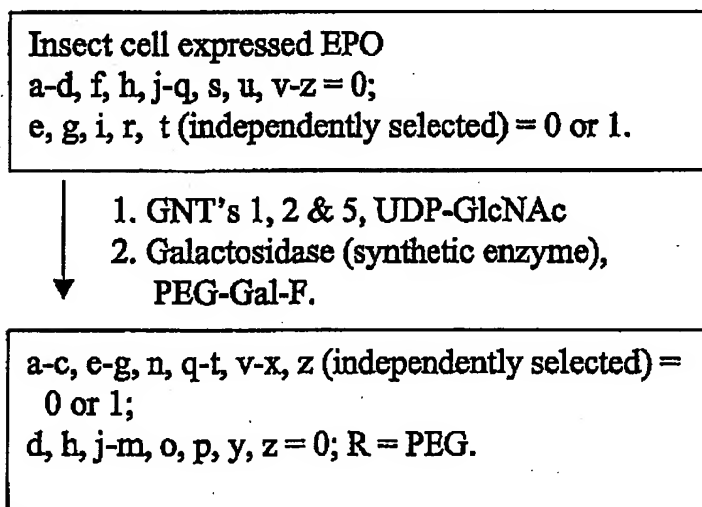 Insect cell expressed EPO
a-d, f, h, j-q, s, u, v-z = 0;
e, g, i, r, t (independently selected) = 0 or 1.
1. GNT's 1, 2 & 5, UDP-GlcNAc
2. Galactosidase (synthetic enzyme),
PEG-Gal-F.
a-c, e-g, n, q-t, v-x, z (independently selected) =
0 or 1;
d, h, j-m, o, p, y, z = 0; R = PEG.